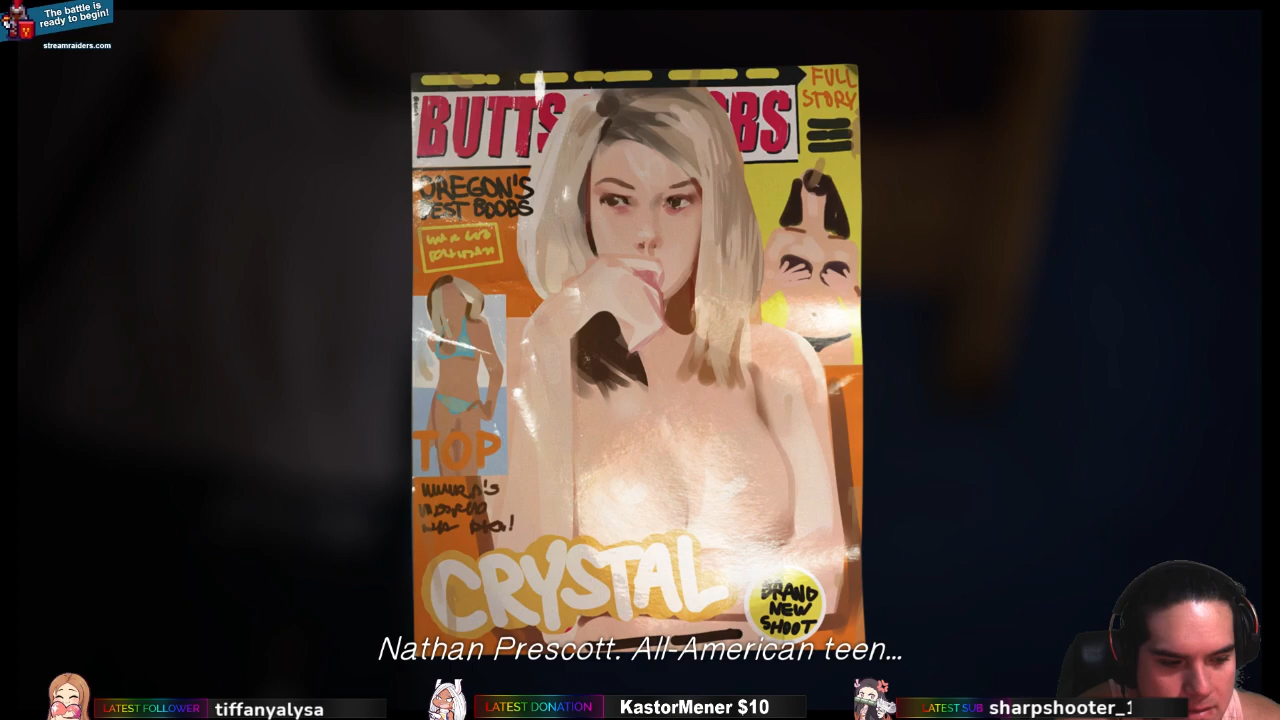 The battle is
ready to begin!
streamraiders.com
FULL
STORY
BUTTS
BS
OREGON'S
BOOBS
TOP
CRYSTAL
BRAND
NEW
SHOOT
Nathan Prescott. All-American teen...
LATEST FOLLOWER tiffanyalysa
LATEST DONATION KastorMener $10
LATEST SUB sharpshooter_1